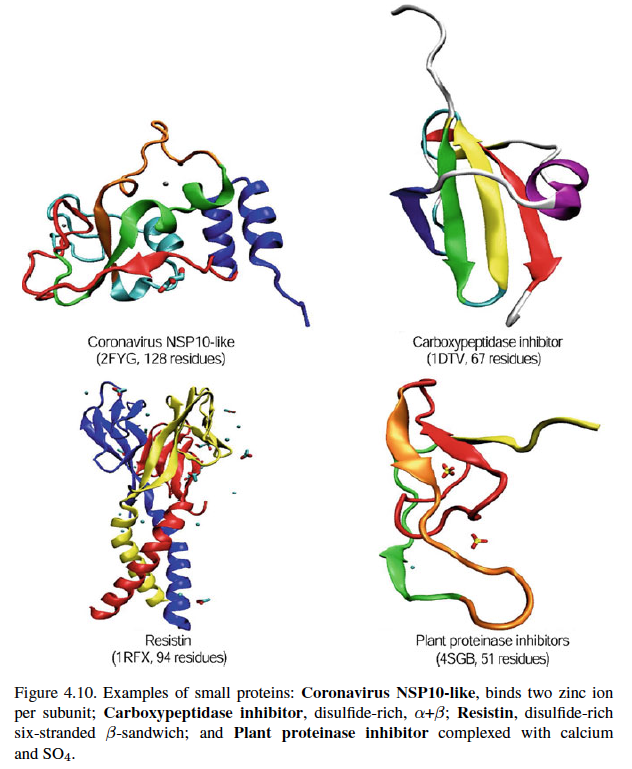 Coronavirus NSP10-like
(2FYG, 128 residues)
Carboxypeptidase inhibitor
(1DTV, 67 residues)
Resistin
(1RFX, 94 residues)
Plant proteinase inhibitors
(4SGB, 51 residues)
Figure 4.10. Examples of small proteins: Coronavirus NSP10-like, binds two zinc ion
per subunit; Carboxypeptidase inhibitor, disulfide-rich, α+β; Resistin, disulfide-rich
six-stranded β-sandwich; and Plant proteinase inhibitor complexed with calcium
and SO₄.